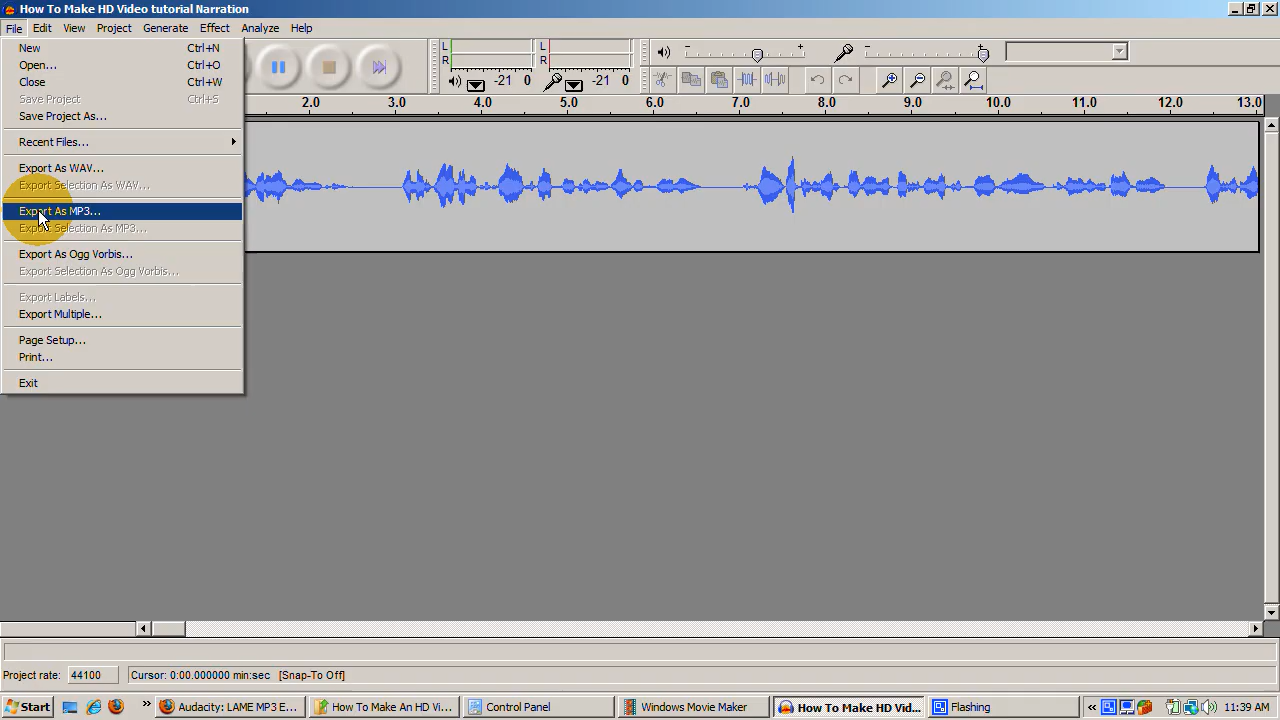 How To Make HD Video tutorial Narration
File Edit View Project Generate Effect Analyze Help
New Ctrl+N
Open... Ctrl+O
Close Ctrl+W
Save Project Ctrl+S
Save Project As...
Recent Files...
Export As WAV...
Export Selection As WAV...
Export As MP3...
Export Selection As MP3...
Export As Ogg Vorbis...
Export Selection As Ogg Vorbis...
Export Labels...
Export Multiple...
Page Setup...
Print...
Exit
L
R
-21 0
L
R
-21 0
- +
- +
2.0 3.0 4.0 5.0 6.0 7.0 8.0 9.0 10.0 11.0 12.0 13.0
Project rate: 44100 Cursor: 0:00.000000 min:sec [Snap-To Off]
Start » Audacity: LAME MP3 E... How To Make An HD Vi... Control Panel Windows Movie Maker How To Make HD Vid... Flashing « 11:39 AM